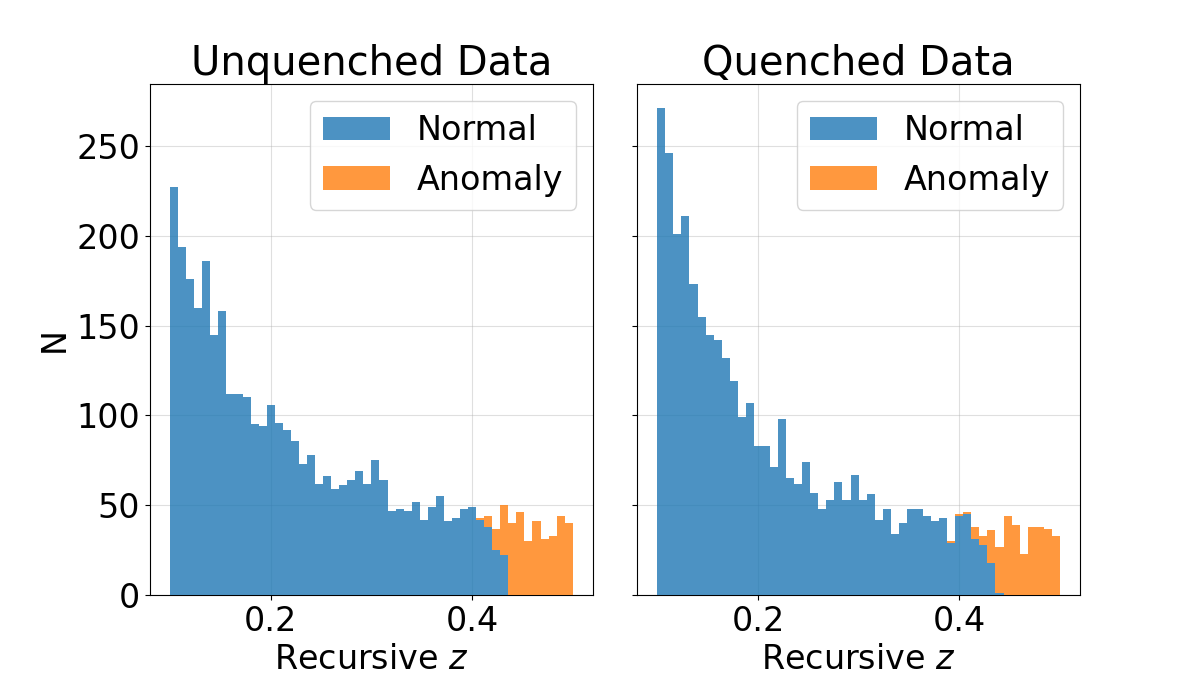 Unquenched Data
Normal
Anomaly
N
250
200
150
100
50
0
0.2
0.4
Recursive z
Quenched Data
Normal
Anomaly
0.2
0.4
Recursive z